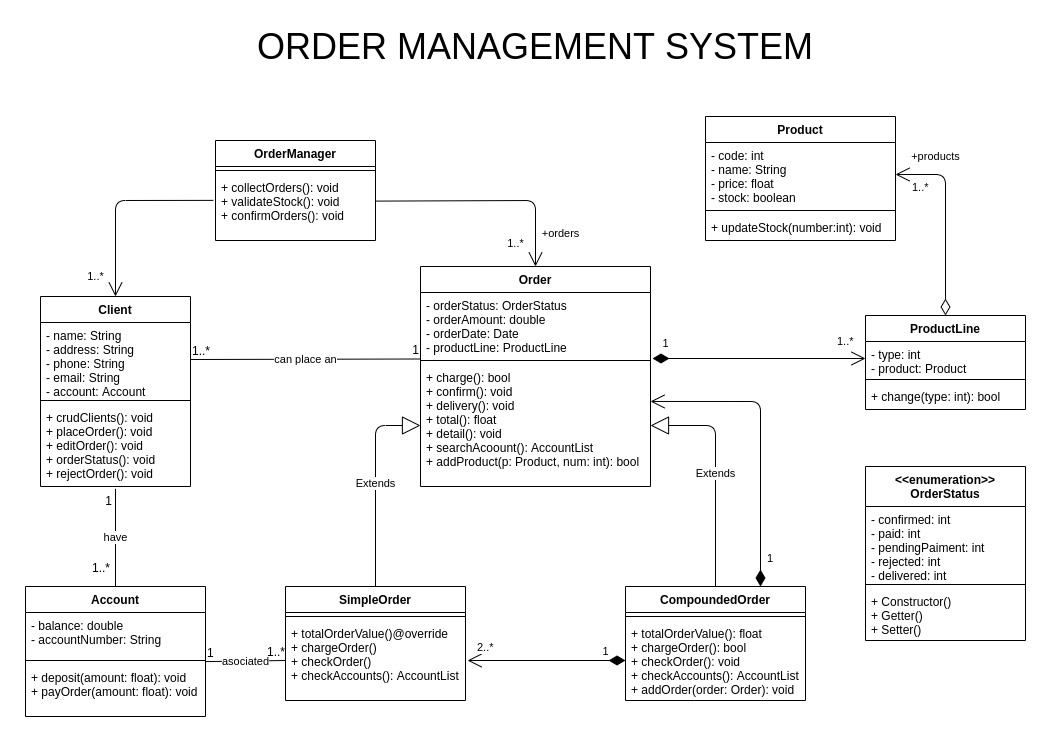 ORDER MANAGEMENT SYSTEM
OrderManager
+ collectOrders(): void
+ validateStock(): void
+ confirmOrders(): void
Product
- code: int
- name: String
- price: float
- stock: boolean
+ updateStock(number:int): void
+products
1..*
1..*
+orders
1..*
Client
- name: String
- address: String
- phone: String
- email: String
- account: Account
+ crudClients(): void
+ placeOrder(): void
+ editOrder(): void
+ orderStatus(): void
+ rejectOrder(): void
1..*
can place an
1
Order
- orderStatus: OrderStatus
- orderAmount: double
- orderDate: Date
- productLine: ProductLine
+ charge(): bool
+ confirm(): void
+ delivery(): void
+ total(): float
+ detail(): void
+ searchAcoount(): AccountList
+ addProduct(p: Product, num: int): bool
1
1..*
ProductLine
- type: int
- product: Product
+ change(type: int): bool
Extends
Extends
<<enumeration>>
OrderStatus
- confirmed: int
- paid: int
- pendingPaiment: int
- rejected: int
- delivered: int
+ Constructor()
+ Getter()
+ Setter()
1
have
1..*
1
Account
- balance: double
- accountNumber: String
+ deposit(amount: float): void
+ payOrder(amount: float): void
1
asociated
1..*
SimpleOrder
+ totalOrderValue()@override
+ chargeOrder()
+ checkOrder()
+ checkAccounts(): AccountList
2..*
1
CompoundedOrder
+ totalOrderValue(): float
+ chargeOrder(): bool
+ checkOrder(): void
+ checkAccounts(): AccountList
+ addOrder(order: Order): void